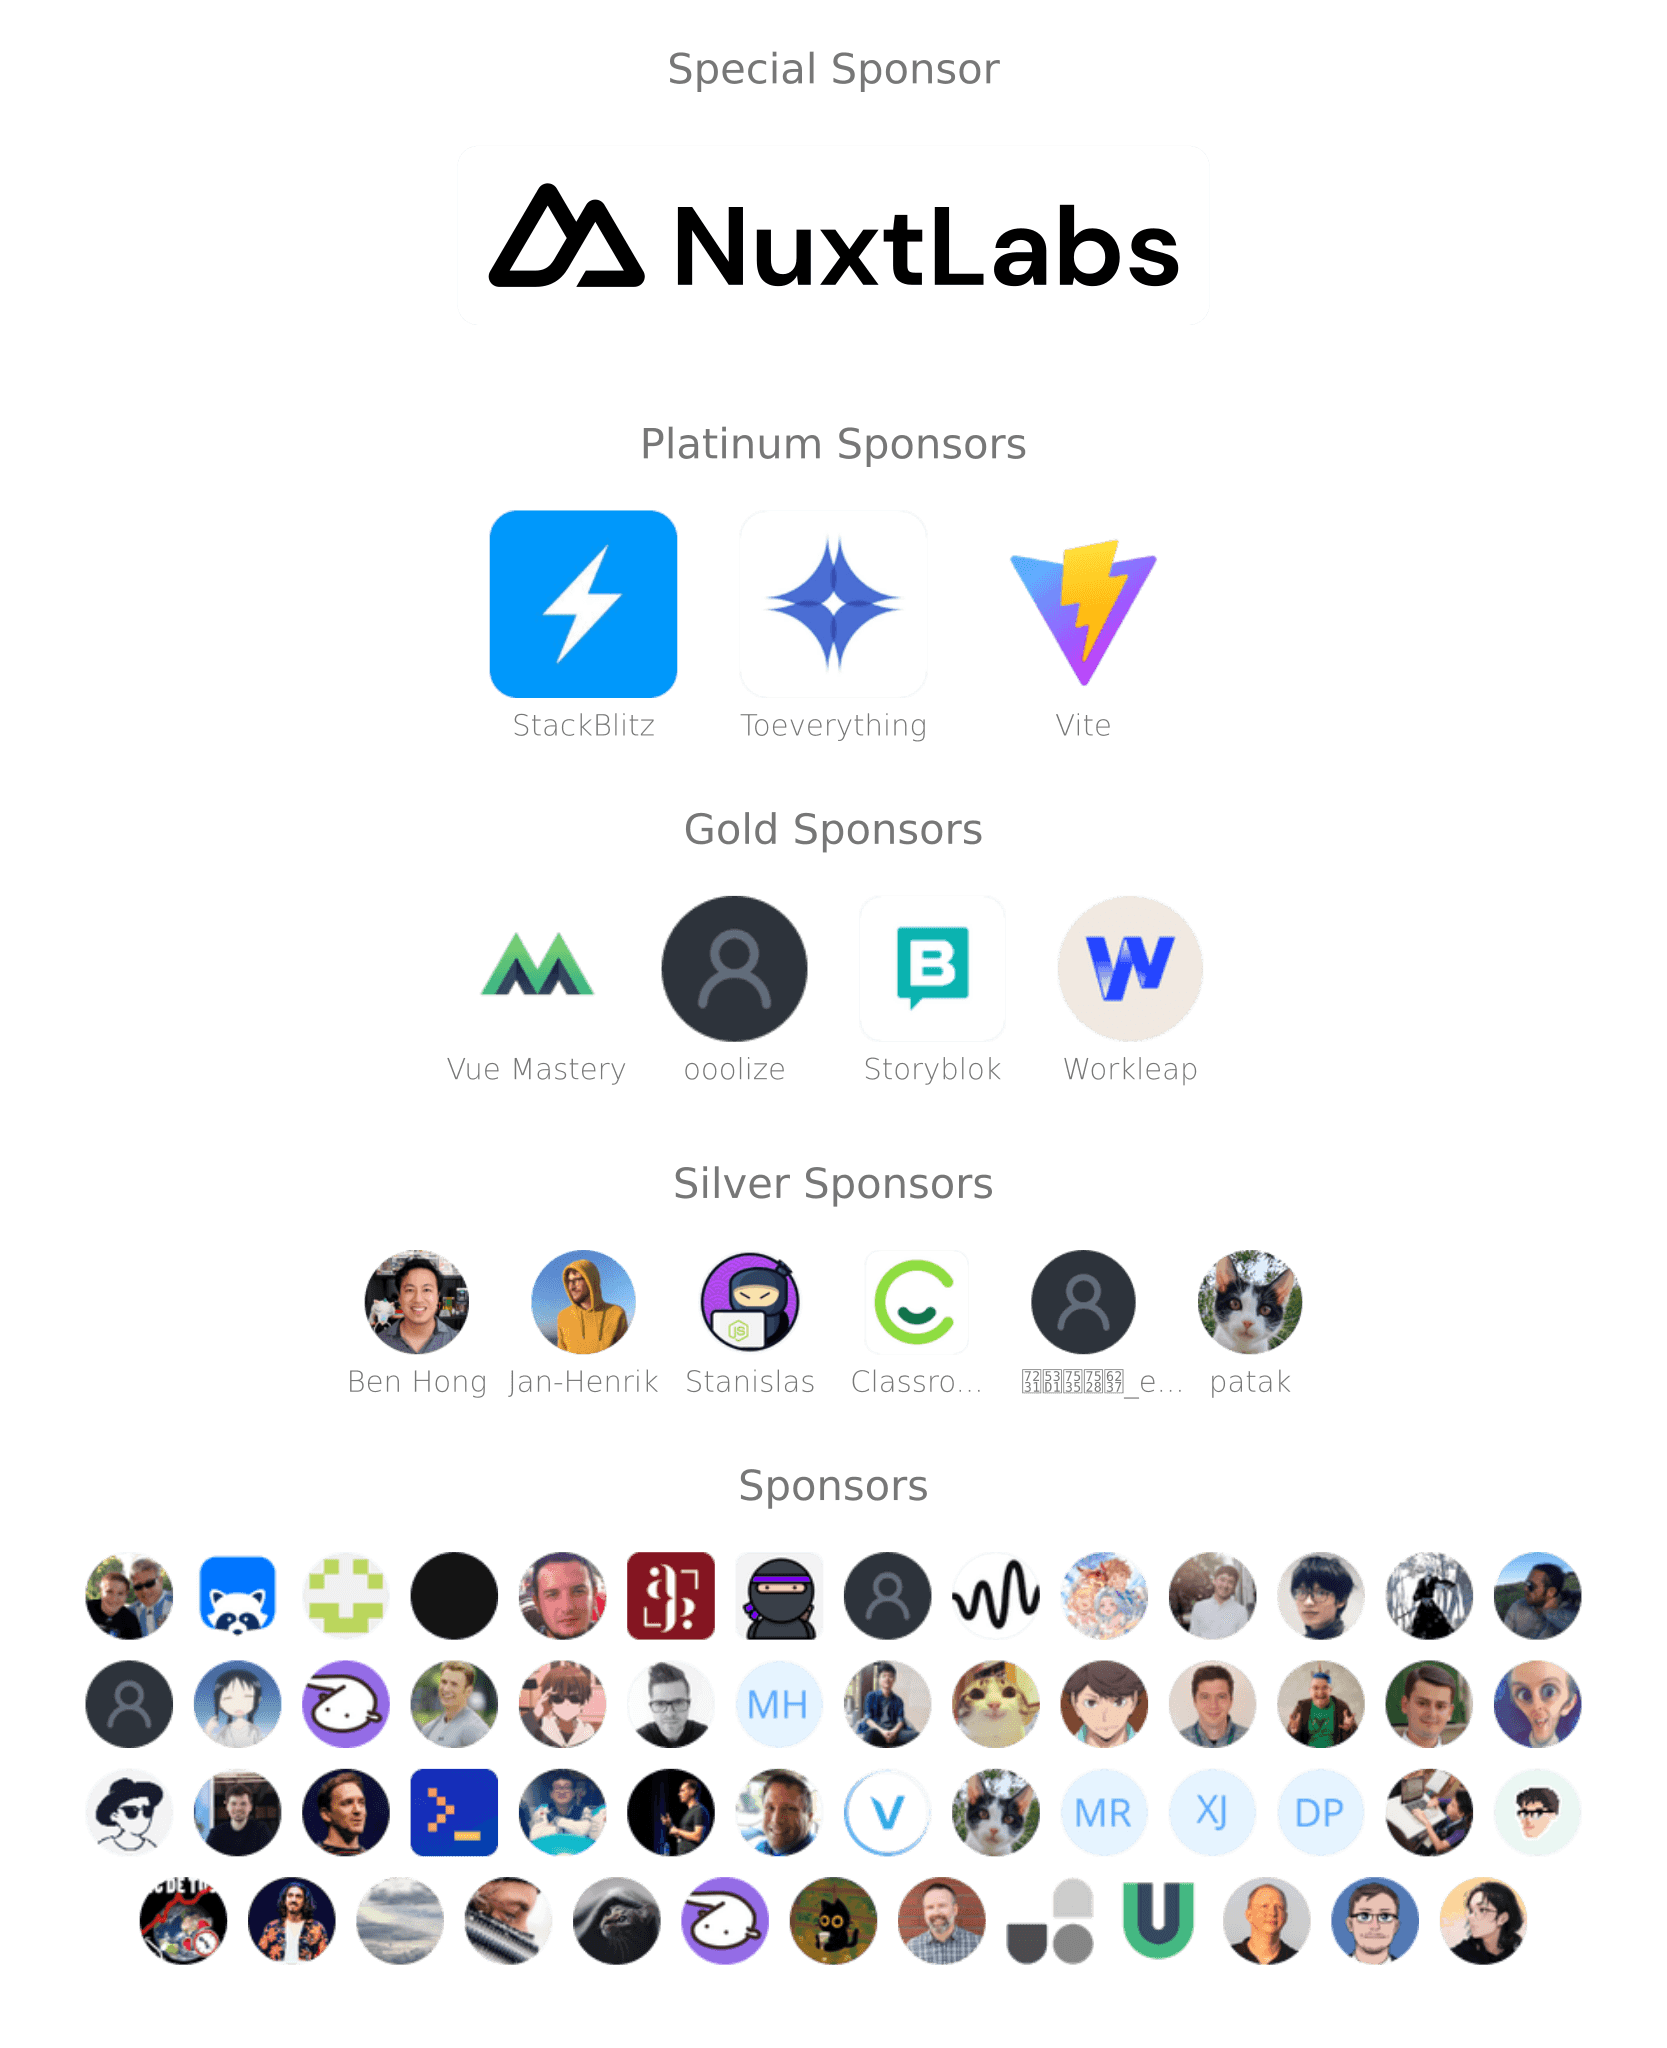 Special Sponsor
NuxtLabs
Platinum Sponsors
StackBlitz Toeverything Vite
Gold Sponsors
Vue Mastery ooolize Storyblok Workleap
Silver Sponsors
Ben Hong Jan-Henrik Stanislas Classro... _e... patak
Sponsors
MH
MR XJ DP